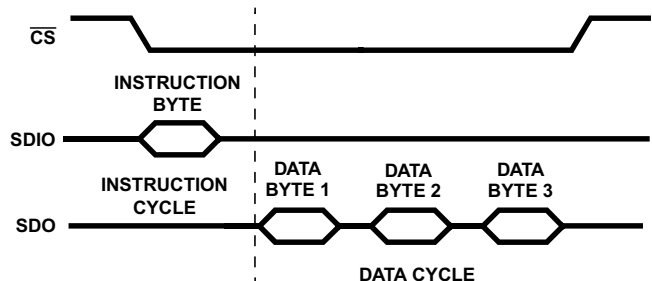 CS
INSTRUCTION
BYTE
SDIO
INSTRUCTION
CYCLE
DATA
BYTE 1
DATA
BYTE 2
DATA
BYTE 3
SDO
DATA CYCLE